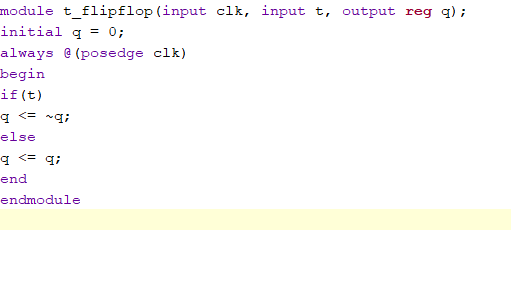 module t_flipflop(input clk, input t, output reg q);
initial q = 0;
always @(posedge clk)
begin
if(t)
q <= ~q;
else
q <= q;
end
endmodule